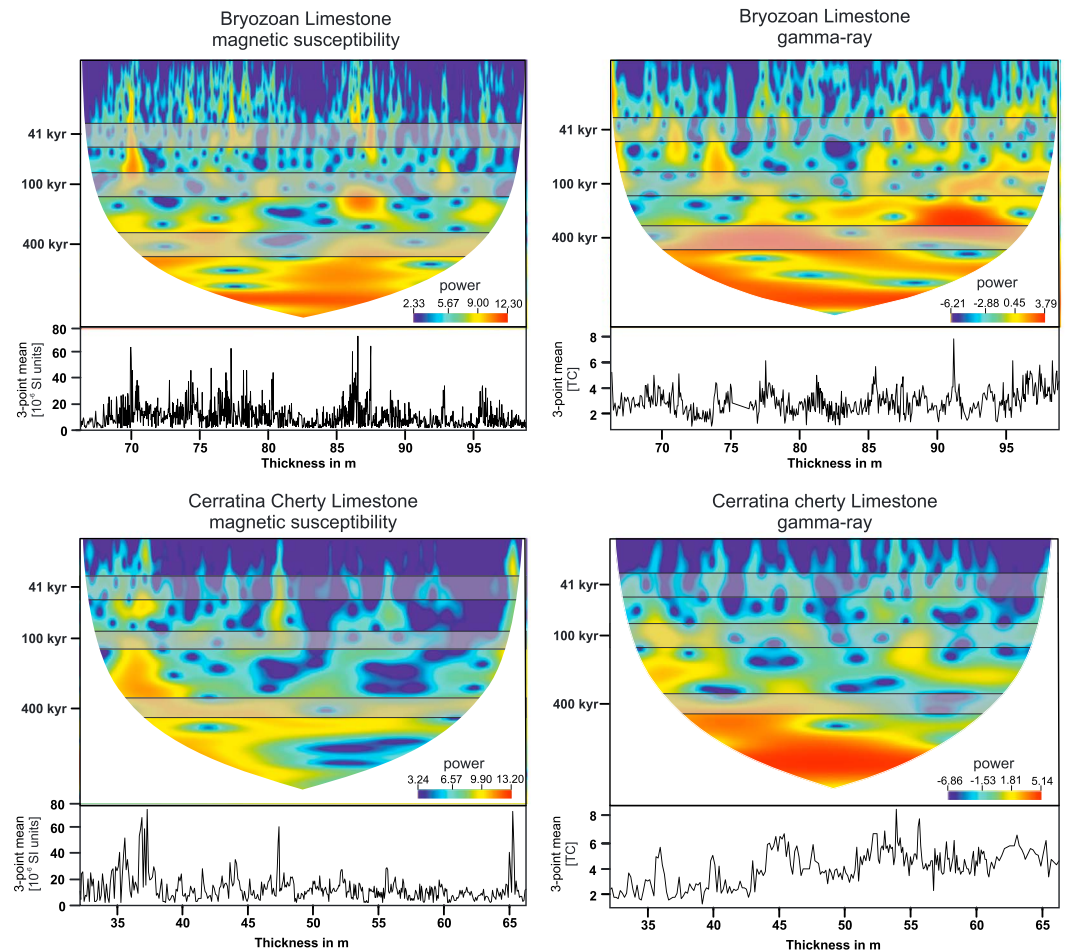 Bryozoan Limestone
magnetic susceptibility
41 kyr
100 kyr
400 kyr
power
2.33 5.67 9.00 12.30
80
60
40
20
0
3-point mean
[10⁻⁶ SI units]
70 75 80 85 90 95
Thickness in m
Bryozoan Limestone
gamma-ray
41 kyr
100 kyr
400 kyr
power
-6.21 -2.88 0.45 3.79
8
6
4
2
3-point mean
[TC]
70 75 80 85 90 95
Thickness in m
Cerratina Cherty Limestone
magnetic susceptibility
41 kyr
100 kyr
400 kyr
power
3.24 6.57 9.90 13.20
80
60
40
20
0
3-point mean
[10⁻⁶ SI units]
35 40 45 50 55 60 65
Thickness in m
Cerratina cherty Limestone
gamma-ray
41 kyr
100 kyr
400 kyr
power
-6.86 -1.53 1.81 5.14
8
6
4
2
3-point mean
[TC]
35 40 45 50 55 60 65
Thickness in m